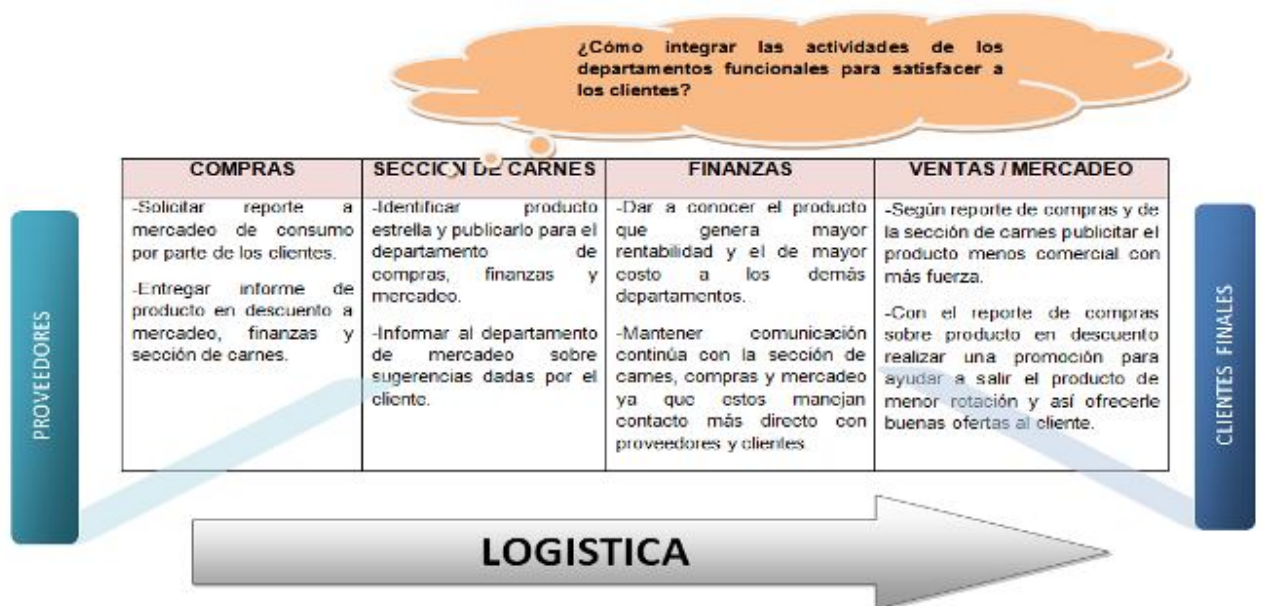 ¿Cómo integrar las actividades de los
departamentos funcionales para satisfacer a
los clientes?
COMPRAS
-Solicitar reporte a
mercadeo de consumo
por parte de los clientes.
-Entregar informe de
producto en descuento a
mercadeo, finanzas y
sección de carnes.
SECCION DE CARNES
-Identificar producto
estrella y publicarlo para el
departamento de
compras, finanzas y
mercadeo.
-Informar al departamento
de mercadeo sobre
sugerencias dadas por el
cliente.
FINANZAS
-Dar a conocer el producto
que genera mayor
rentabilidad y el de mayor
costo a los demás
departamentos.
-Mantener comunicación
continúa con la sección de
carnes, compras y mercadeo
ya que estos manejan
contacto más directo con
proveedores y clientes.
VENTAS / MERCADEO
-Según reporte de compras y de
la sección de carnes publicitar el
producto menos comercial con
más fuerza.
-Con el reporte de compras
sobre producto en descuento
realizar una promoción para
ayudar a salir el producto de
menor rotación y así ofrecerle
buenas ofertas al cliente.
PROVEEDORES
CLIENTES FINALES
LOGISTICA